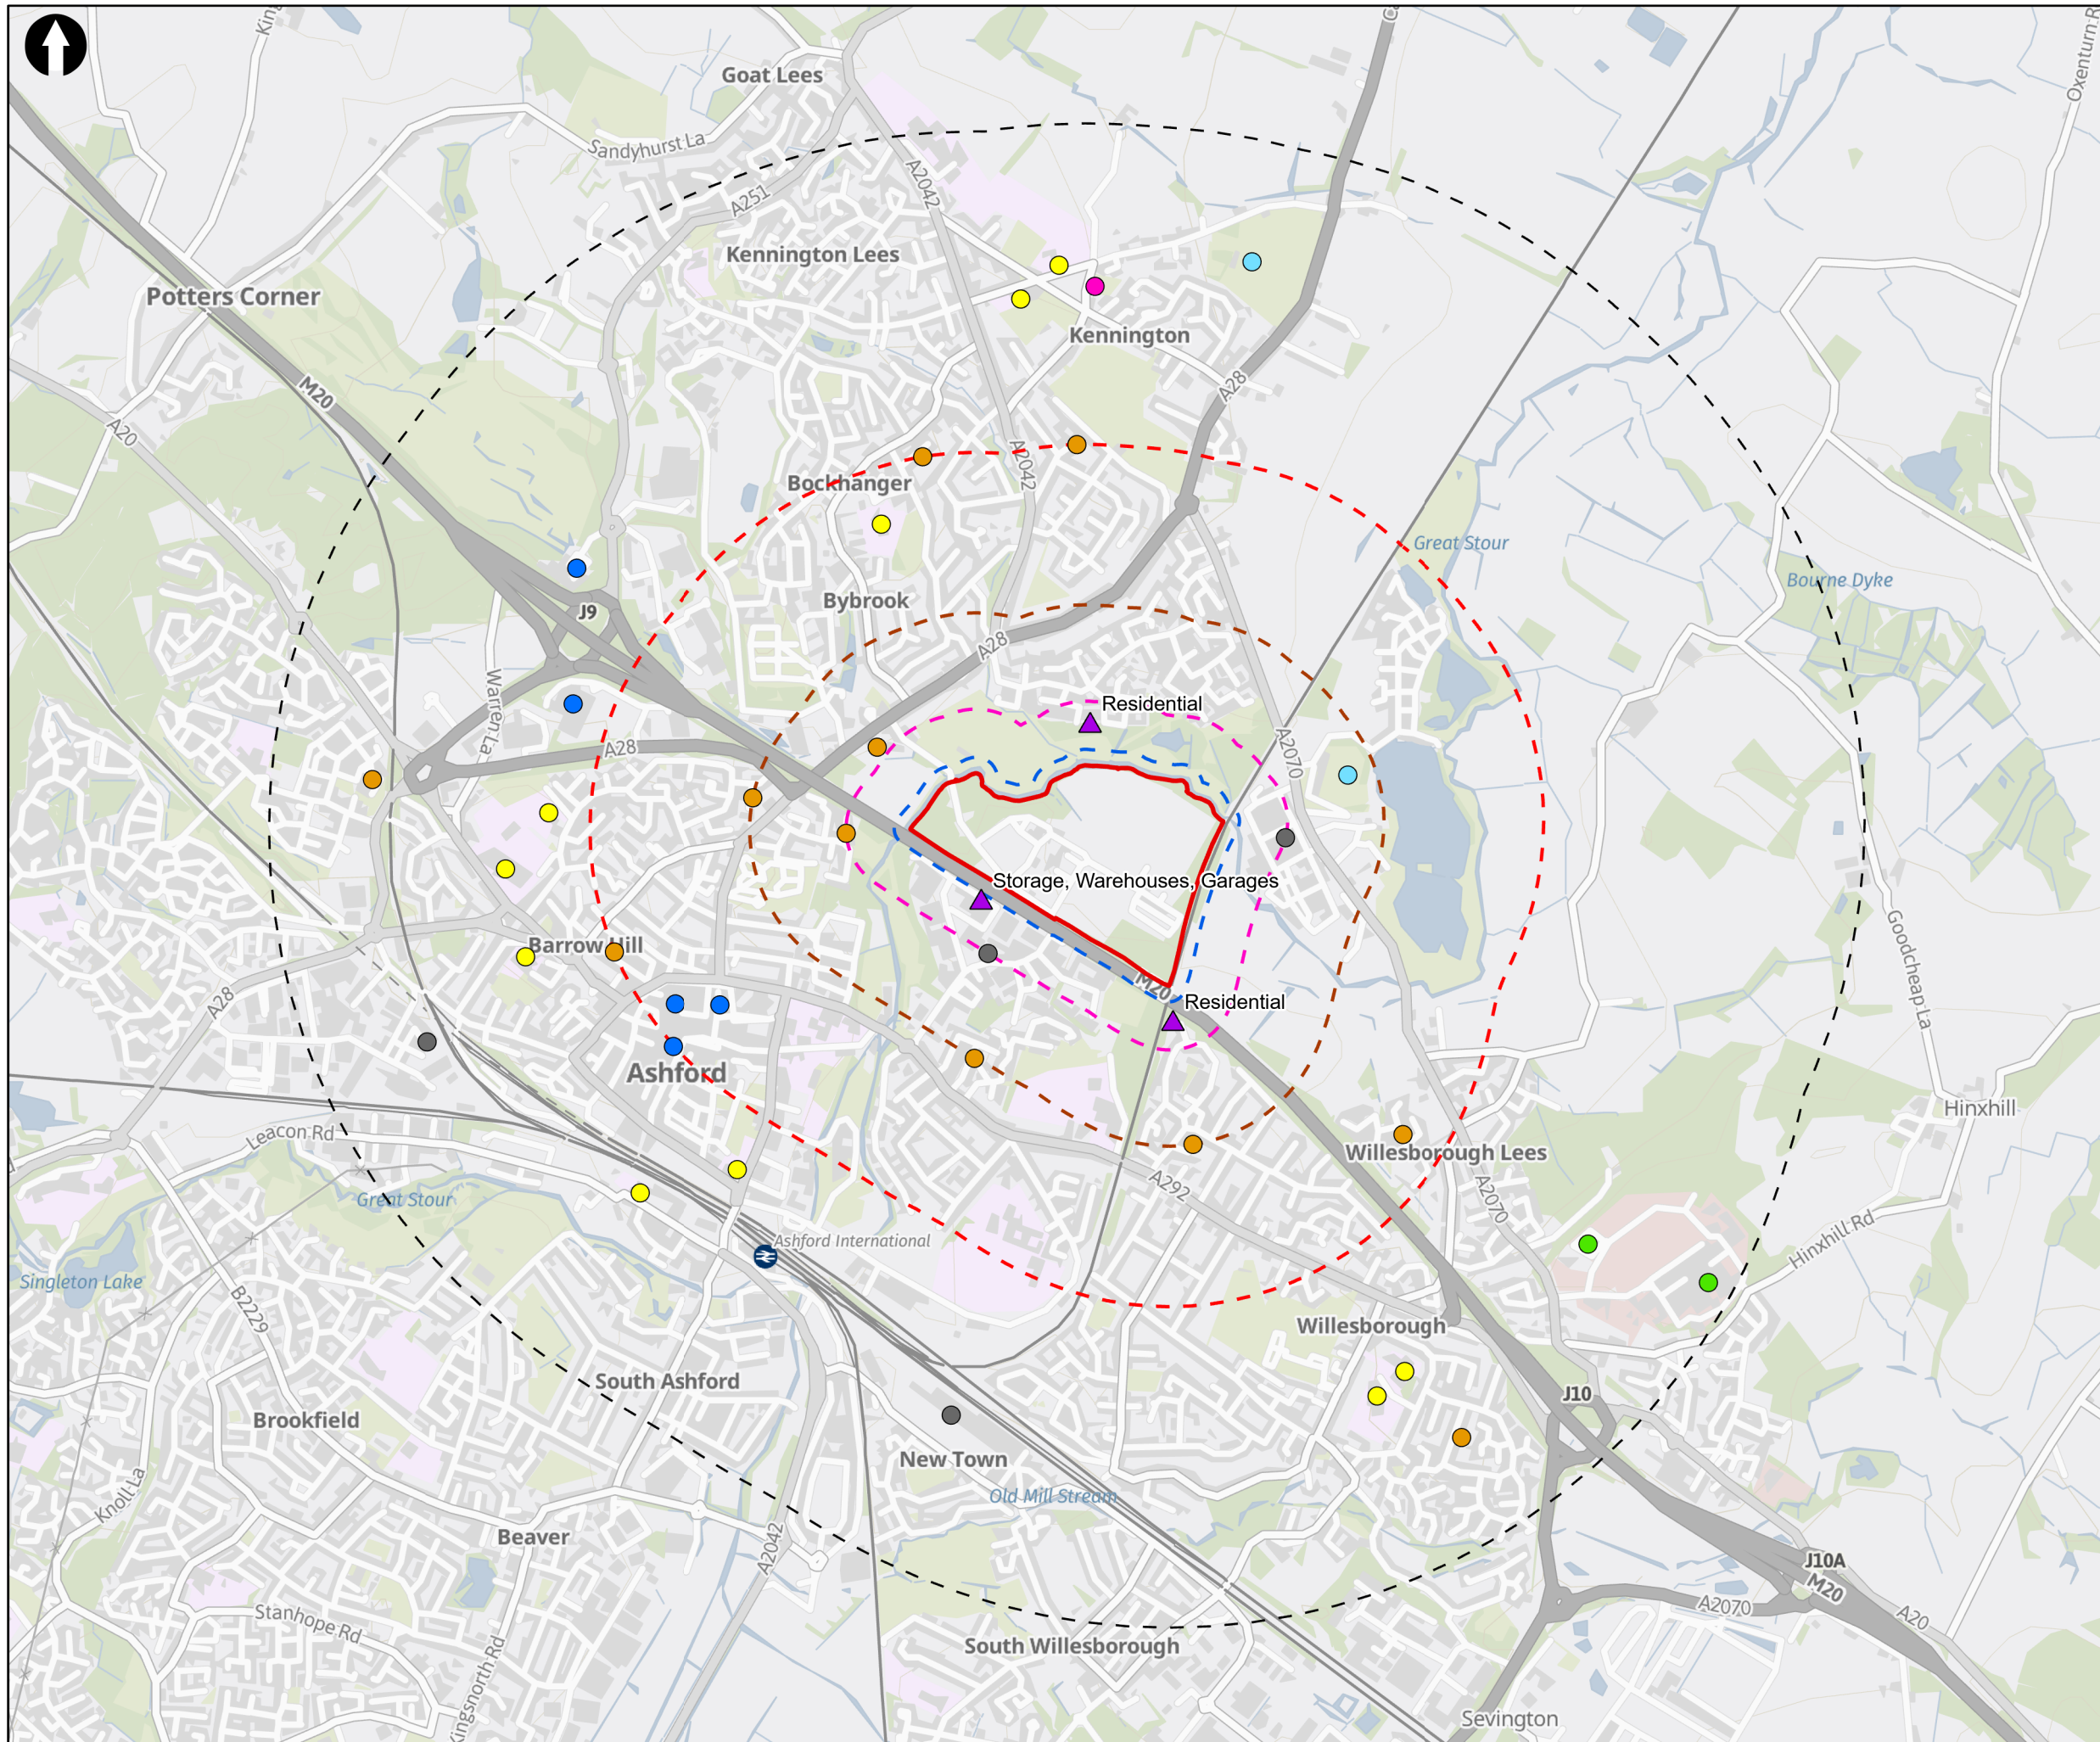 Goat Lees
Sandyhurst La
A251
A2042
Kennington Lees
Potters Corner
Kennington
M20
A28
A20
A2042
Bockhanger
Great Stour
Bourne Dyke
Bybrook
J9
A28
Warren La
Residential
A28
A2070
Storage, Warehouses, Garages
Barrow Hill
M20
Residential
A28
Goodcheap La
Ashford
Hinxhill
Leacon Rd
Willesborough Lees
A292
A2070
Great Stour
Ashford International
Hinxhill Rd
Singleton Lake
B2229
Willesborough
South Ashford
J10
Brookfield
New Town
Knoll La
Old Mill Stream
Beaver
A2042
J10A
M20
A2070
A20
Stanhope Rd
South Willesborough
Kingsnorth Rd
Sevington